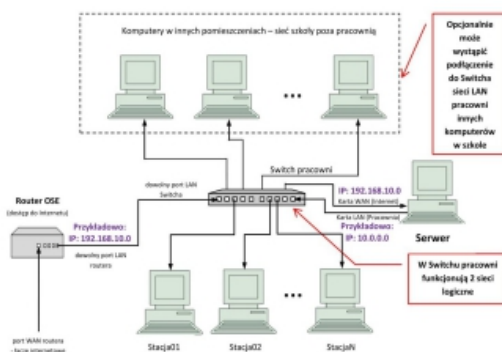 Komputery w innych pomieszczeniach – sieć szkoły poza pracownią
Opcjonalnie
może
wystąpić
podłączenie
do Switcha
sieci LAN
pracowni
innych
komputerów
w szkole
Switch pracowni
dowolny port LAN
Switcha
IP: 192.168.10.0
Karta WAN (Internet)
Karta LAN (Pracownia)
Przykładowo:
IP: 10.0.0.0
Serwer
Router OSE
(dostęp do Internetu)
Przykładowo:
IP: 192.168.10.0
dowolny port LAN
routera
W Switchu pracowni
funkcjonują 2 sieci
logiczne
port WAN routera
- łącze internetowe
Stacja01
Stacja02
StacjaN